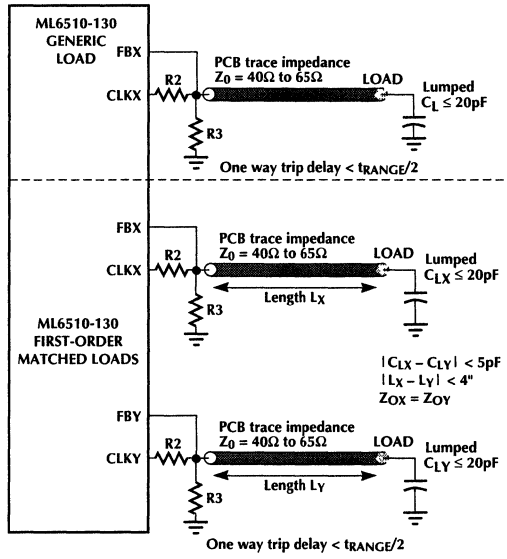 ML6510-130
GENERIC
LOAD
FBX
CLKX
R2
R3
PCB trace impedance
Z0 = 40Ω to 65Ω
LOAD
Lumped
CL ≤ 20pF
One way trip delay < tRANGE/2
FBX
CLKX
R2
R3
PCB trace impedance
Z0 = 40Ω to 65Ω
LOAD
Lumped
CLX ≤ 20pF
Length LX
ML6510-130
FIRST-ORDER
MATCHED LOADS
|CLX – CLY| < 5pF
|LX – LY| < 4"
ZOX = ZOY
FBY
CLKY
R2
R3
PCB trace impedance
Z0 = 40Ω to 65Ω
LOAD
Lumped
CLY ≤ 20pF
Length LY
One way trip delay < tRANGE/2